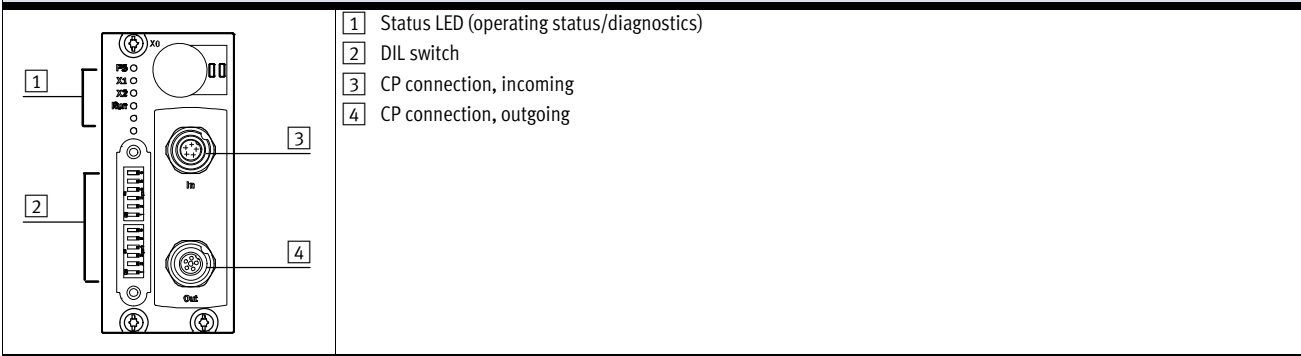 1 Status LED (operating status/diagnostics)
2 DIL switch
3 CP connection, incoming
4 CP connection, outgoing
X0
PS
X1
1
X2
Run
3
In
2
4
Out